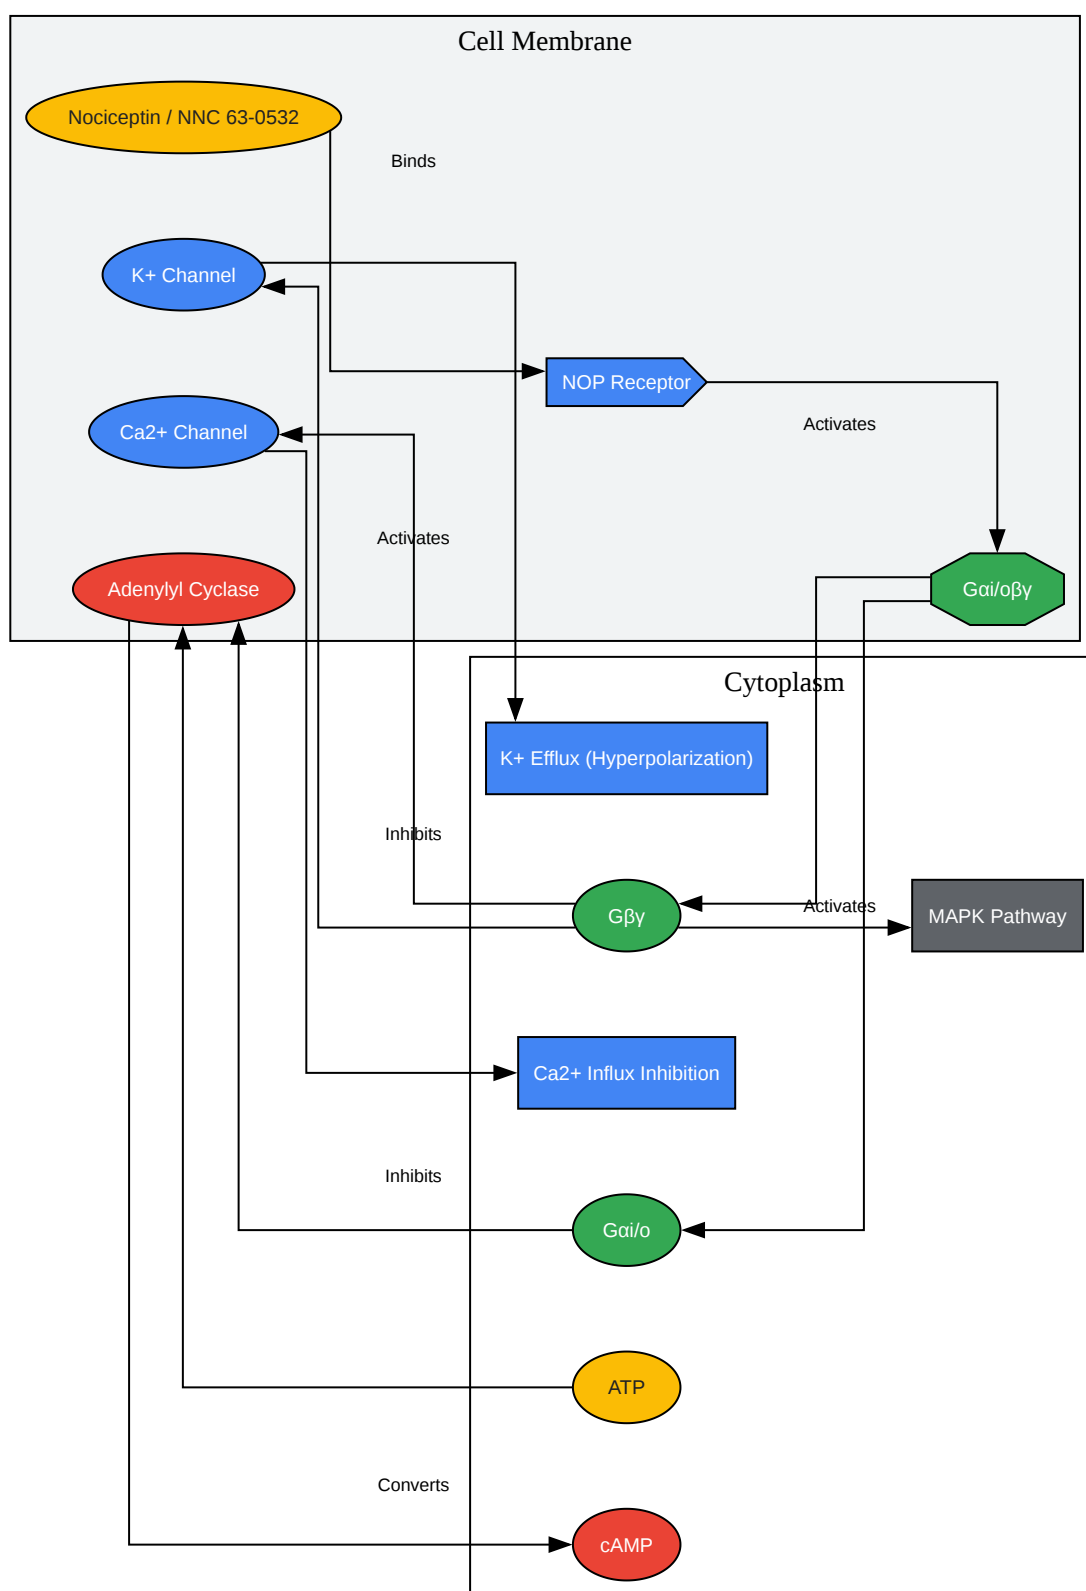 Cell Membrane
Nociceptin / NNC 63-0532
Binds
K+ Channel
NOP Receptor
Ca2+ Channel
Activates
Activates
Adenylyl Cyclase
Gαi/oβγ
Cytoplasm
K+ Efflux (Hyperpolarization)
Inhibits
Gβγ
Activates
MAPK Pathway
Ca2+ Influx Inhibition
Inhibits
Gαi/o
ATP
Converts
cAMP